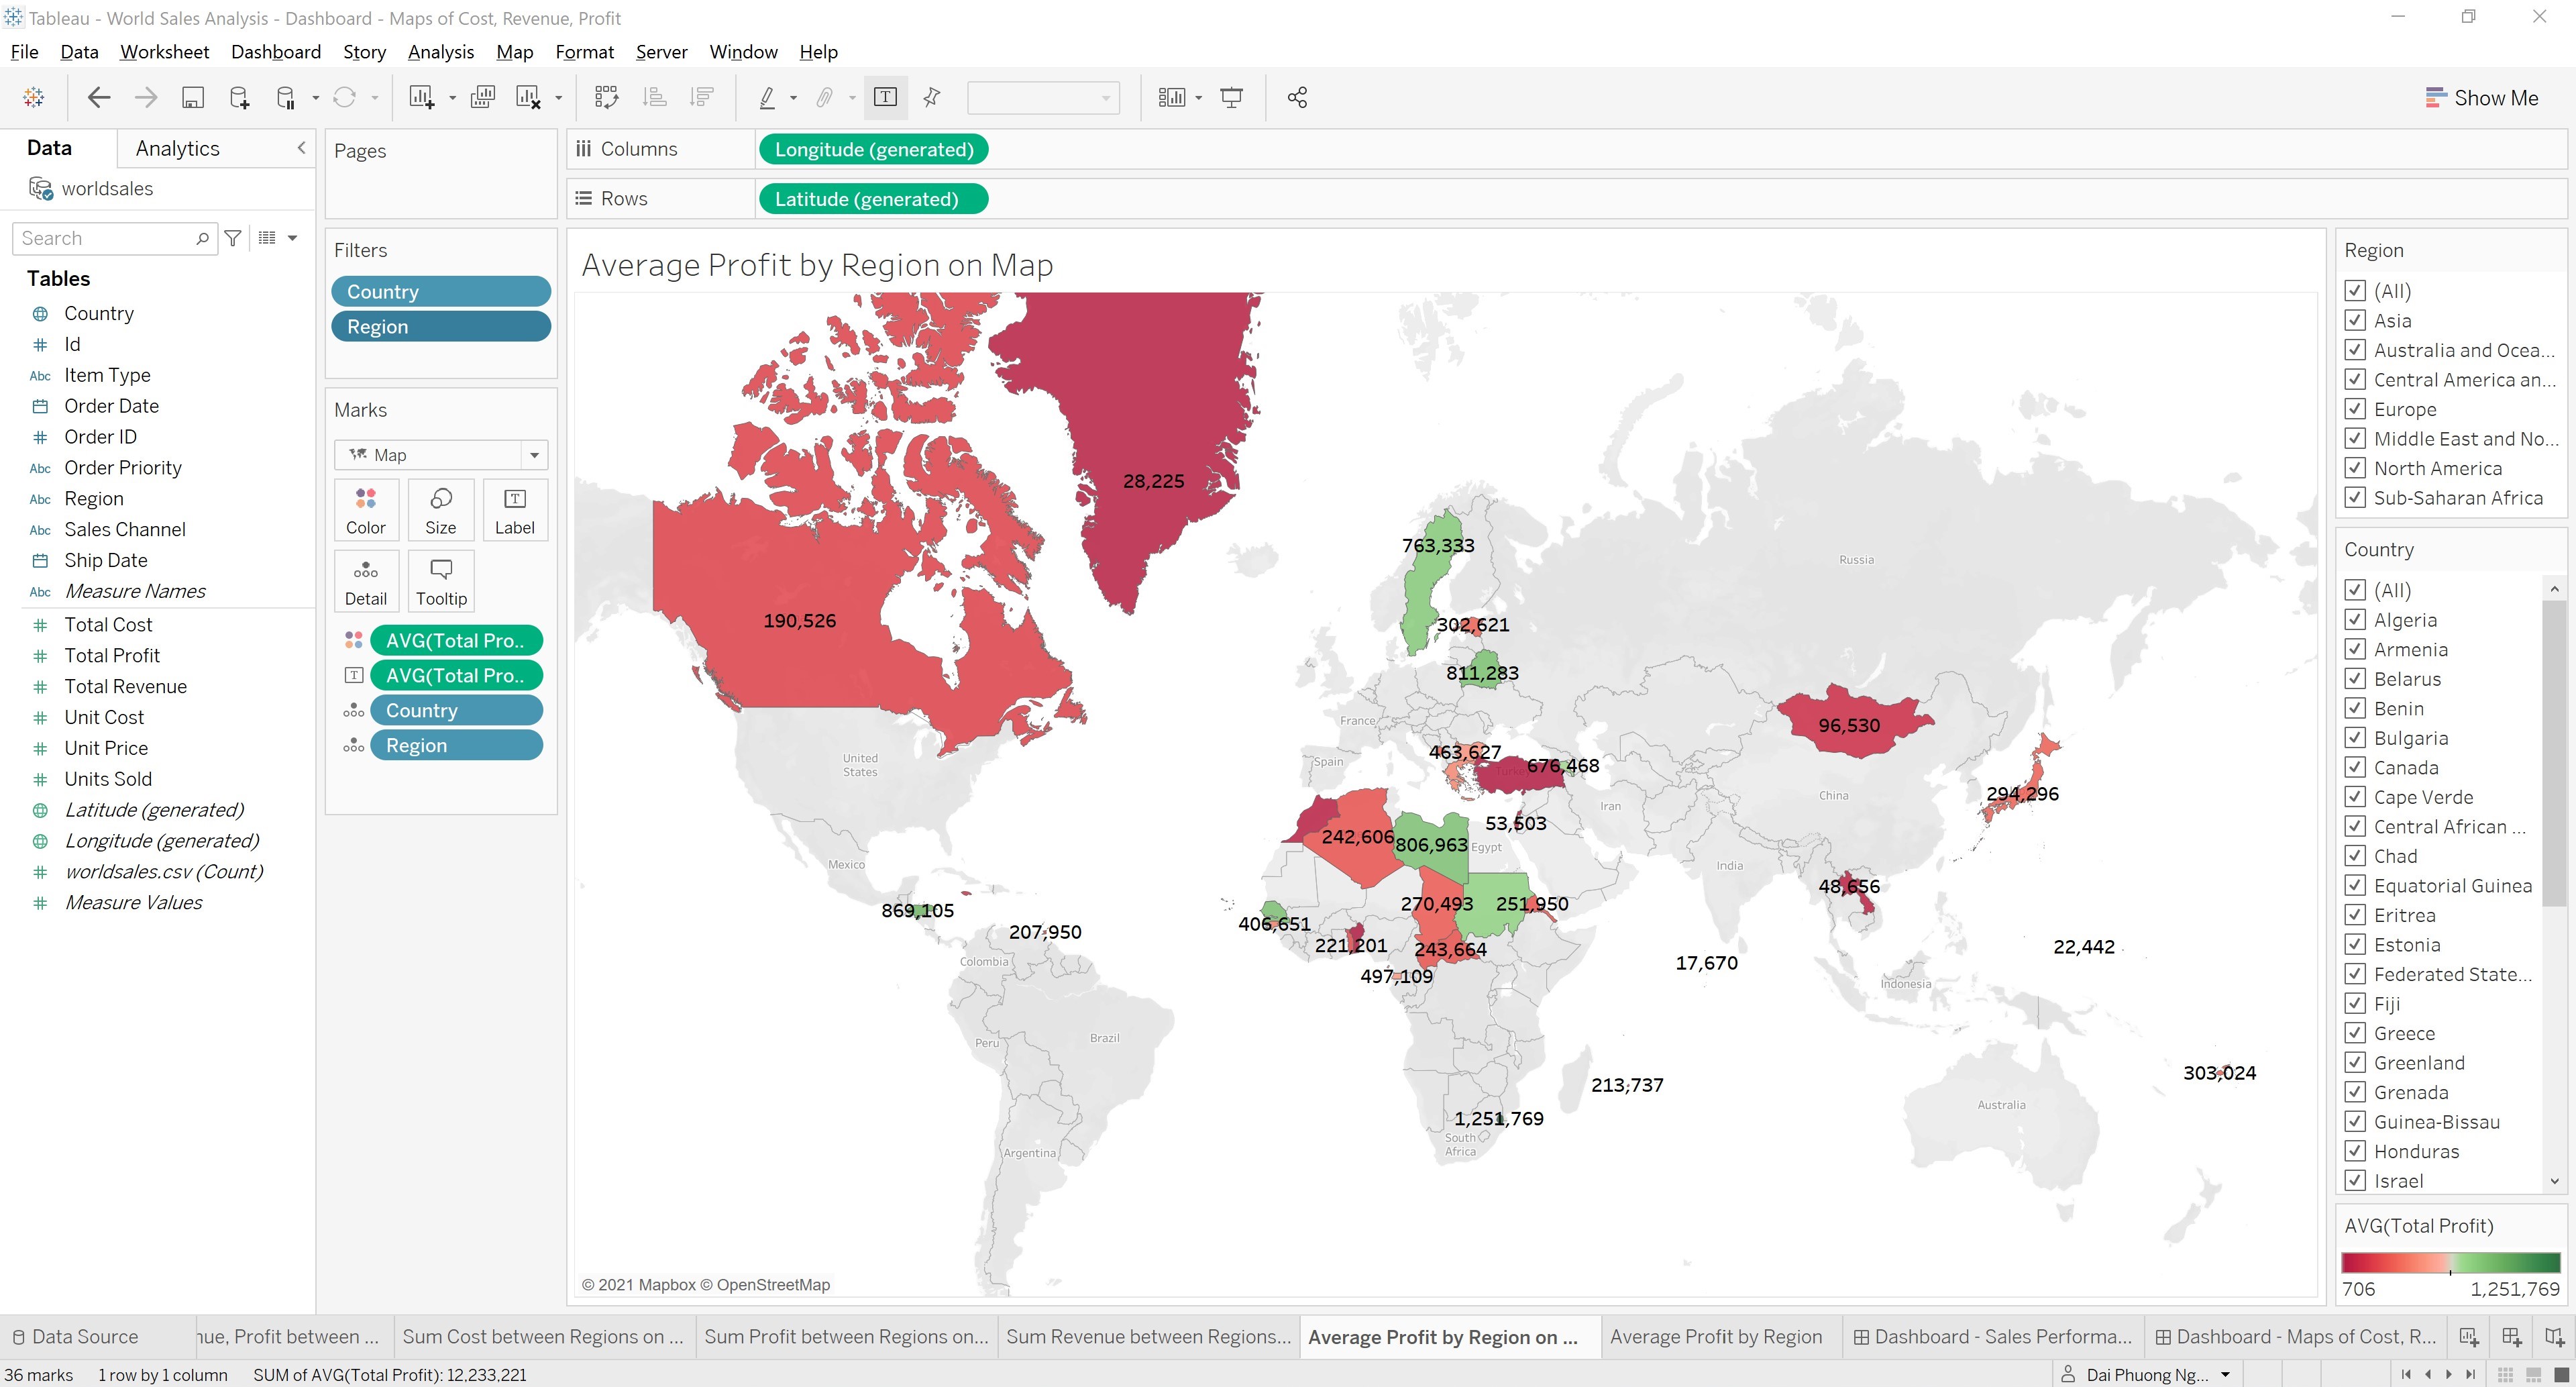 Tableau - World Sales Analysis - Dashboard - Maps of Cost, Revenue, Profit
File Data Worksheet Dashboard Story Analysis Map Format Server Window Help
Show Me
Data
Analytics
worldsales
Search
Tables
Country
Id
Item Type
Order Date
Order ID
Order Priority
Region
Sales Channel
Ship Date
Measure Names
Total Cost
Total Profit
Total Revenue
Unit Cost
Unit Price
Units Sold
Latitude (generated)
Longitude (generated)
worldsales.csv (Count)
Measure Values
Pages
Filters
Country
Region
Marks
Map
Color
Size
Label
Detail
Tooltip
AVG(Total Pro..
AVG(Total Pro..
Country
Region
Columns
Longitude (generated)
Rows
Latitude (generated)
Average Profit by Region on Map
28,225
763,333
Russia
190,526
302,621
811,283
96,530
France
463,627
United
States
Spain
Turkey
676,468
294,296
China
Iran
53,503
242,606
806,963
Egypt
Mexico
India
48,656
869,105
270,493
251,950
406,651
207,950
221,201
243,664
22,442
Colombia
17,670
497,109
Indonesia
Brazil
Peru
303,024
213,737
Australia
1,251,769
South
Africa
Argentina
© 2021 Mapbox © OpenStreetMap
Region
(All)
Asia
Australia and Ocea...
Central America an...
Europe
Middle East and No...
North America
Sub-Saharan Africa
Country
(All)
Algeria
Armenia
Belarus
Benin
Bulgaria
Canada
Cape Verde
Central African ...
Chad
Equatorial Guinea
Eritrea
Estonia
Federated State...
Fiji
Greece
Greenland
Grenada
Guinea-Bissau
Honduras
Israel
AVG(Total Profit)
706 1,251,769
Data Source
nue, Profit between ...
Sum Cost between Regions on ...
Sum Profit between Regions on...
Sum Revenue between Regions...
Average Profit by Region on ...
Average Profit by Region
Dashboard - Sales Performa...
Dashboard - Maps of Cost, R...
36 marks
1 row by 1 column
SUM of AVG(Total Profit): 12,233,221
Dai Phuong Ng...